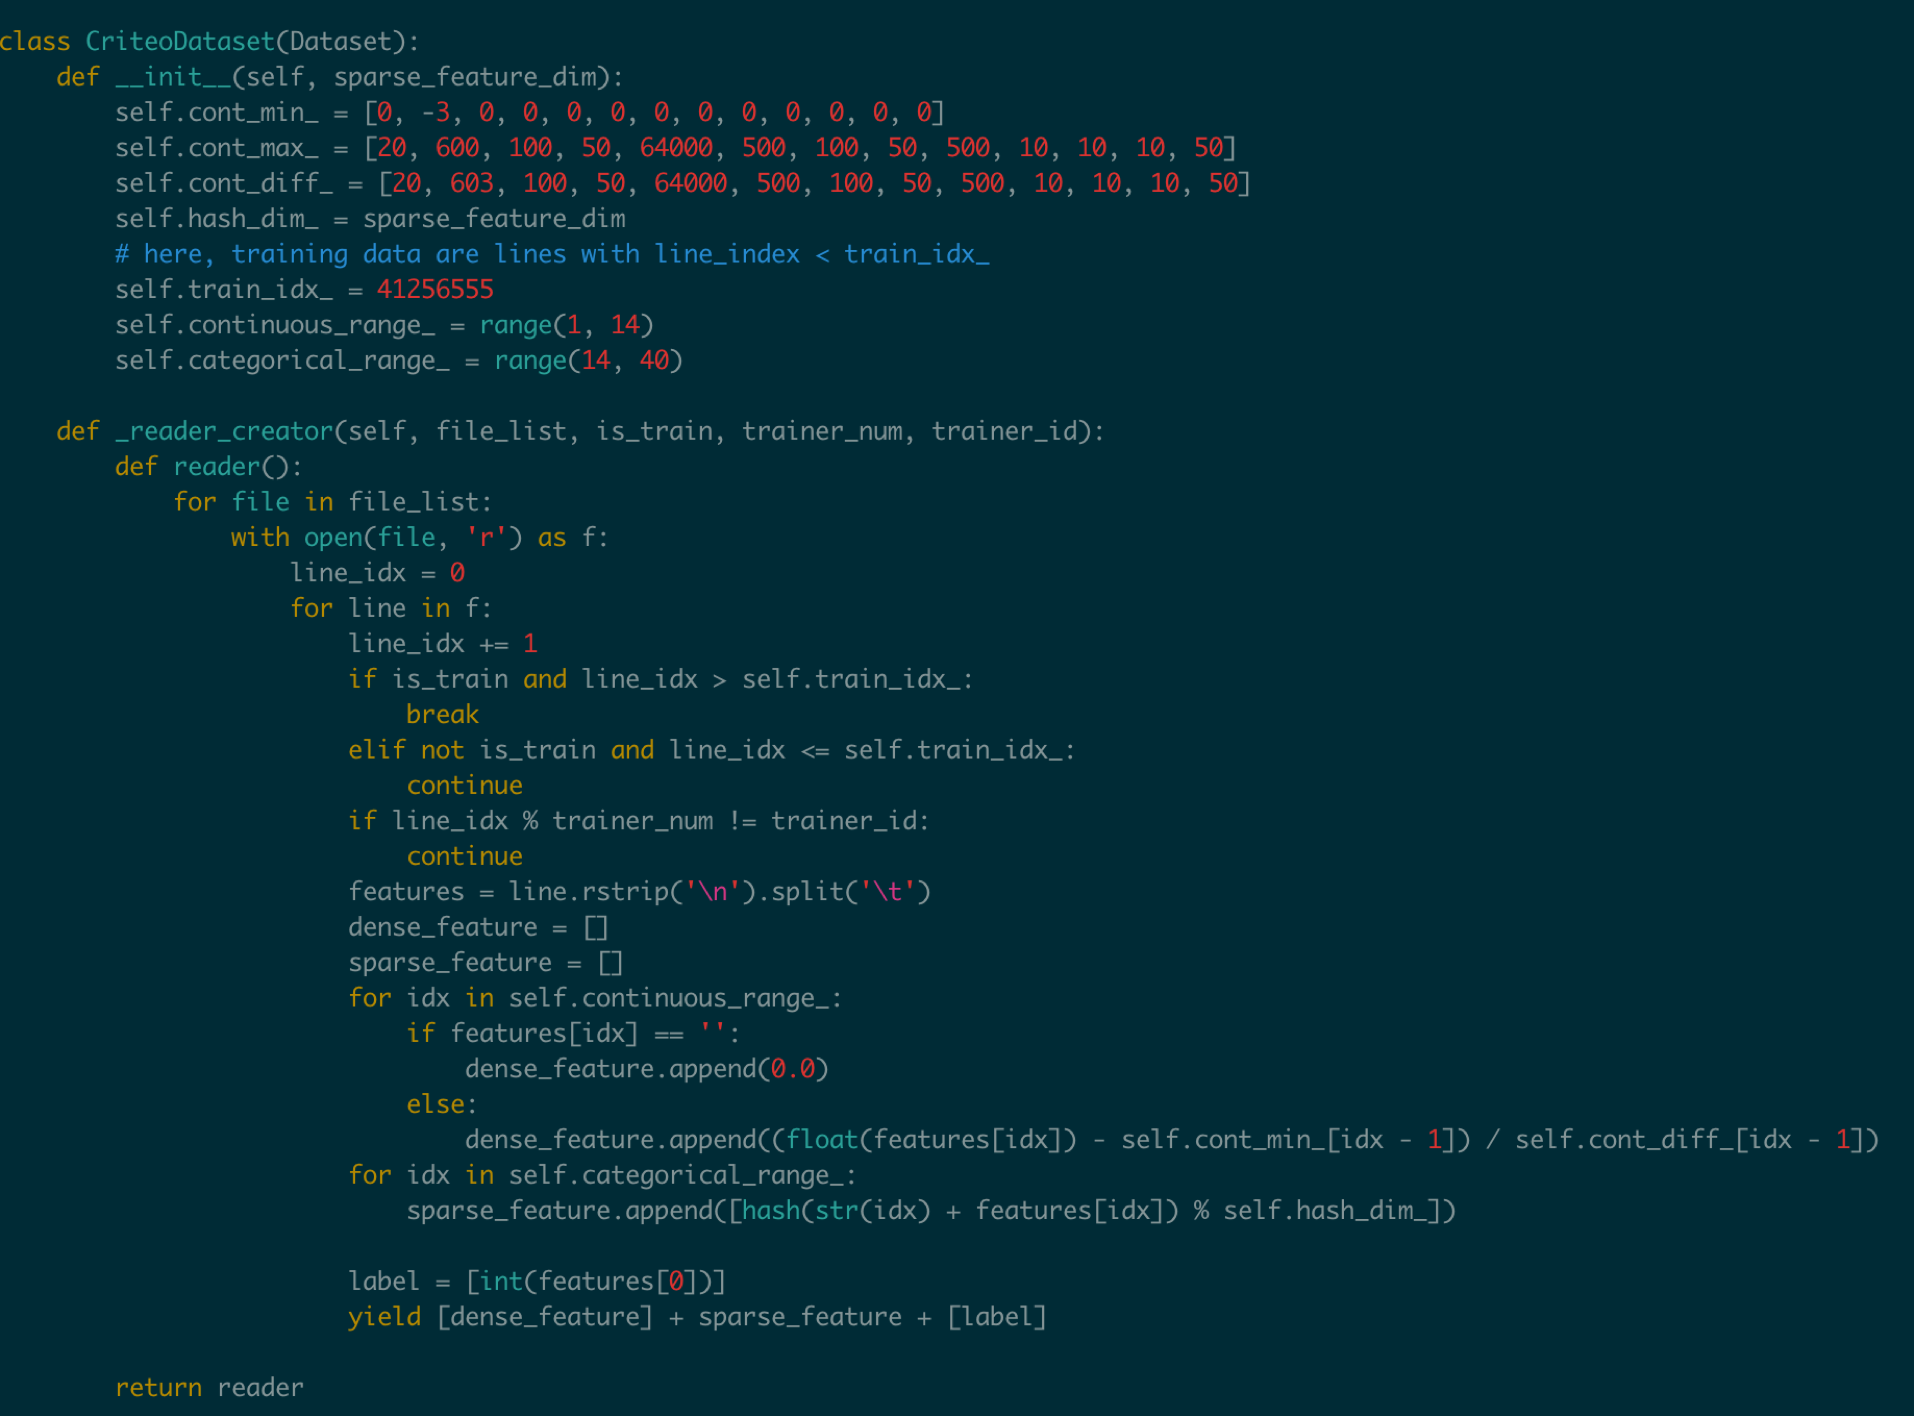 class CriteoDataset(Dataset):
    def __init__(self, sparse_feature_dim):
        self.cont_min_ = [0, -3, 0, 0, 0, 0, 0, 0, 0, 0, 0, 0, 0]
        self.cont_max_ = [20, 600, 100, 50, 64000, 500, 100, 50, 500, 10, 10, 10, 50]
        self.cont_diff_ = [20, 603, 100, 50, 64000, 500, 100, 50, 500, 10, 10, 10, 50]
        self.hash_dim_ = sparse_feature_dim
        # here, training data are lines with line_index < train_idx_
        self.train_idx_ = 41256555
        self.continuous_range_ = range(1, 14)
        self.categorical_range_ = range(14, 40)

    def _reader_creator(self, file_list, is_train, trainer_num, trainer_id):
        def reader():
            for file in file_list:
                with open(file, 'r') as f:
                    line_idx = 0
                    for line in f:
                        line_idx += 1
                        if is_train and line_idx > self.train_idx_:
                            break
                        elif not is_train and line_idx <= self.train_idx_:
                            continue
                        if line_idx % trainer_num != trainer_id:
                            continue
                        features = line.rstrip('\n').split('\t')
                        dense_feature = []
                        sparse_feature = []
                        for idx in self.continuous_range_:
                            if features[idx] == '':
                                dense_feature.append(0.0)
                            else:
                                dense_feature.append((float(features[idx]) - self.cont_min_[idx - 1]) / self.cont_diff_[idx - 1])
                        for idx in self.categorical_range_:
                            sparse_feature.append([hash(str(idx) + features[idx]) % self.hash_dim_])

                        label = [int(features[0])]
                        yield [dense_feature] + sparse_feature + [label]

        return reader